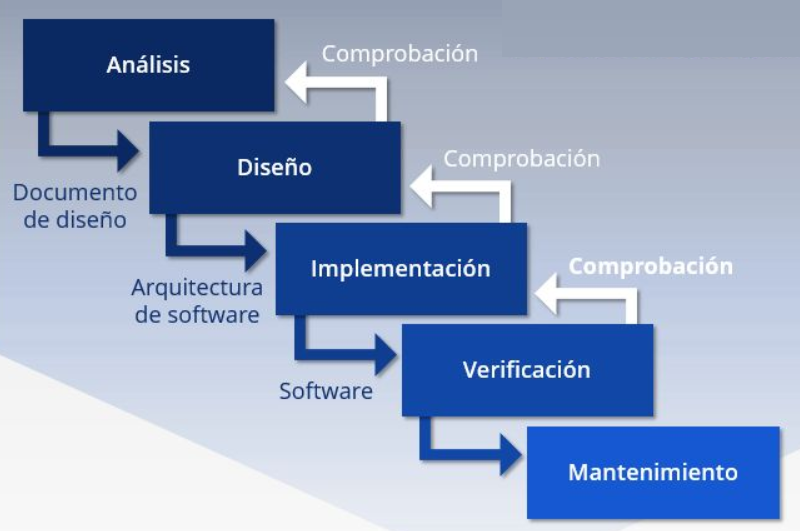 Análisis
Comprobación
Diseño
Documento
de diseño
Comprobación
Implementación
Arquitectura
de software
Comprobación
Verificación
Software
Mantenimiento